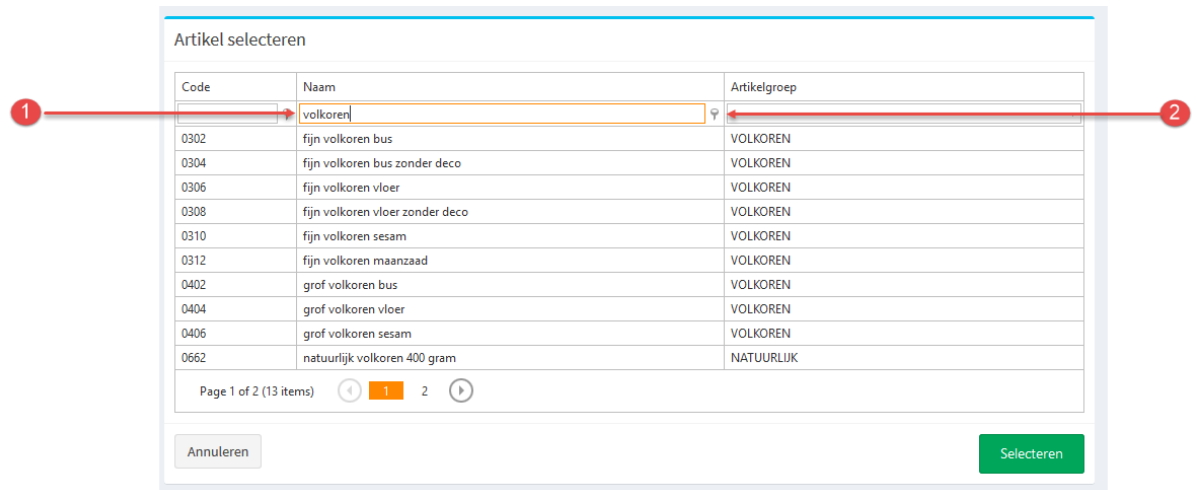 Artikel selecteren
Code Naam Artikelgroep
1 volkoren 2
0302 fijn volkoren bus VOLKOREN
0304 fijn volkoren bus zonder deco VOLKOREN
0306 fijn volkoren vloer VOLKOREN
0308 fijn volkoren vloer zonder deco VOLKOREN
0310 fijn volkoren sesam VOLKOREN
0312 fijn volkoren maanzaad VOLKOREN
0402 grof volkoren bus VOLKOREN
0404 grof volkoren vloer VOLKOREN
0406 grof volkoren sesam VOLKOREN
0662 natuurlijk volkoren 400 gram NATUURLIJK
Page 1 of 2 (13 items) 1 2
Annuleren Selecteren